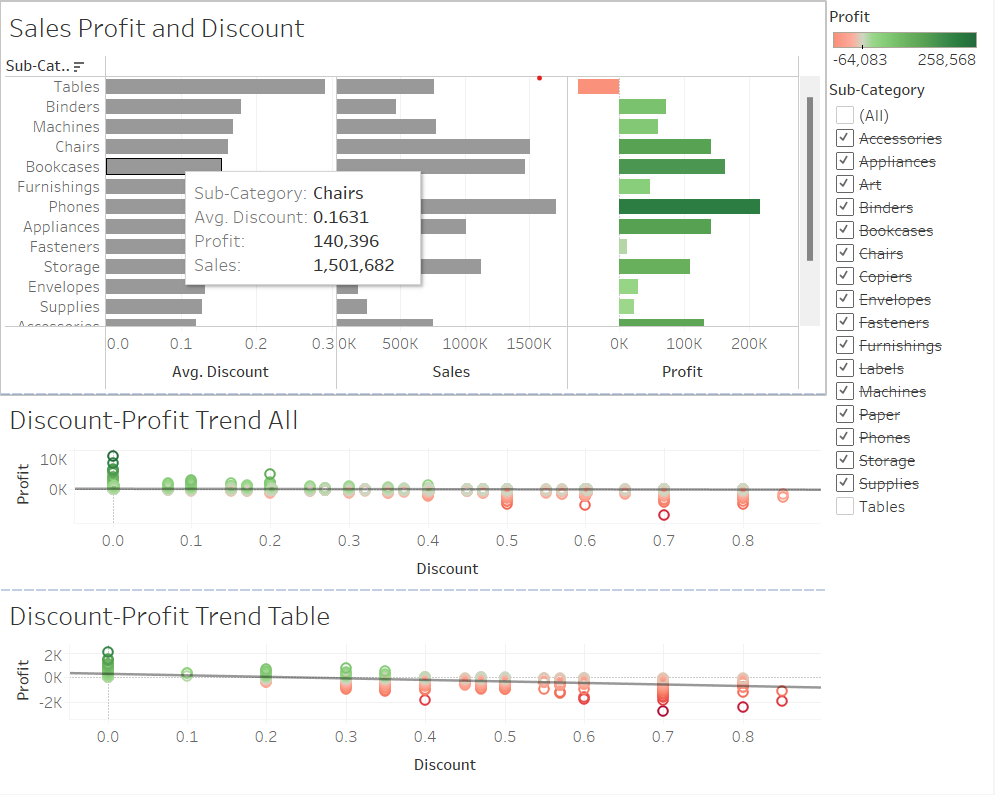 Sales Profit and Discount
Sub-Cat..
Tables
Binders
Machines
Chairs
Bookcases
Furnishings
Phones
Appliances
Fasteners
Storage
Envelopes
Supplies
Accessories
Sub-Category: Chairs
Avg. Discount: 0.1631
Profit: 140,396
Sales: 1,501,682
0.0 0.1 0.2 0.3 0K 500K 1000K 1500K 0K 100K 200K
Avg. Discount Sales Profit
Discount-Profit Trend All
Profit
10K
0K
0.0 0.1 0.2 0.3 0.4 0.5 0.6 0.7 0.8
Discount
Discount-Profit Trend Table
Profit
2K
0K
-2K
0.0 0.1 0.2 0.3 0.4 0.5 0.6 0.7 0.8
Discount
Profit
-64,083 258,568
Sub-Category
(All)
Accessories
Appliances
Art
Binders
Bookcases
Chairs
Copiers
Envelopes
Fasteners
Furnishings
Labels
Machines
Paper
Phones
Storage
Supplies
Tables